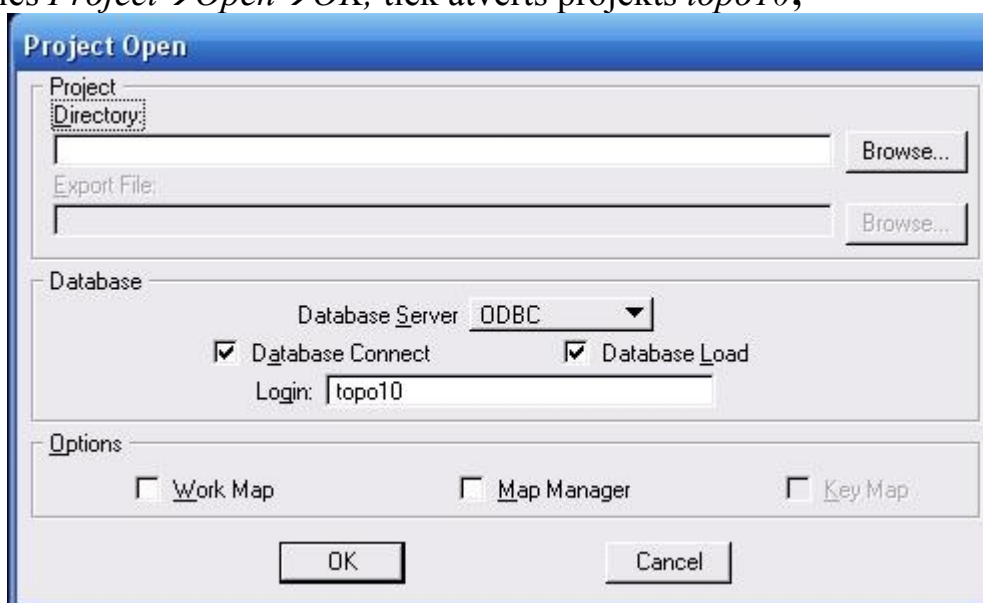 Project→Open→OK, tiek atvērts projekts topo10;
Project Open
Project
Directory:
Browse...
Export File:
Browse...
Database
Database Server ODBC
Database Connect Database Load
Login: topo10
Options
Work Map Map Manager Key Map
OK Cancel